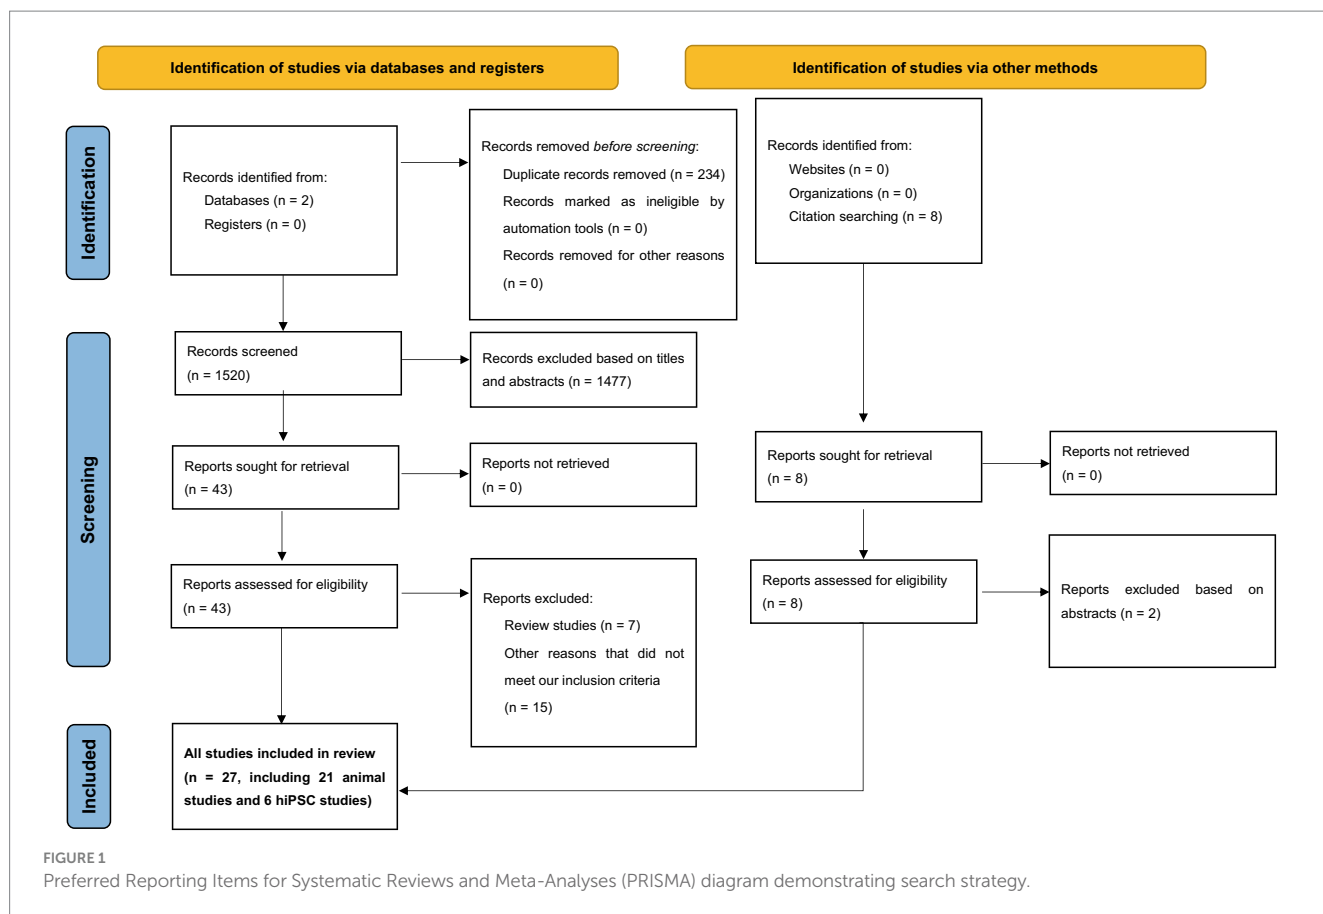 Identification of studies via databases and registers
Identification of studies via other methods
Identification
Records identified from:
Databases (n = 2)
Registers (n = 0)
Records removed before screening:
Duplicate records removed (n = 234)
Records marked as ineligible by
automation tools (n = 0)
Records removed for other reasons
(n = 0)
Records identified from:
Websites (n = 0)
Organizations (n = 0)
Citation searching (n = 8)
Screening
Records screened
(n = 1520)
Records excluded based on titles
and abstracts (n = 1477)
Reports sought for retrieval
(n = 43)
Reports not retrieved
(n = 0)
Reports sought for retrieval
(n = 8)
Reports not retrieved
(n = 0)
Reports assessed for eligibility
(n = 43)
Reports excluded:
Review studies (n = 7)
Other reasons that did not
meet our inclusion criteria
(n = 15)
Reports assessed for eligibility
(n = 8)
Reports excluded based on
abstracts (n = 2)
Included
All studies included in review
(n = 27, including 21 animal
studies and 6 hiPSC studies)
FIGURE 1
Preferred Reporting Items for Systematic Reviews and Meta-Analyses (PRISMA) diagram demonstrating search strategy.